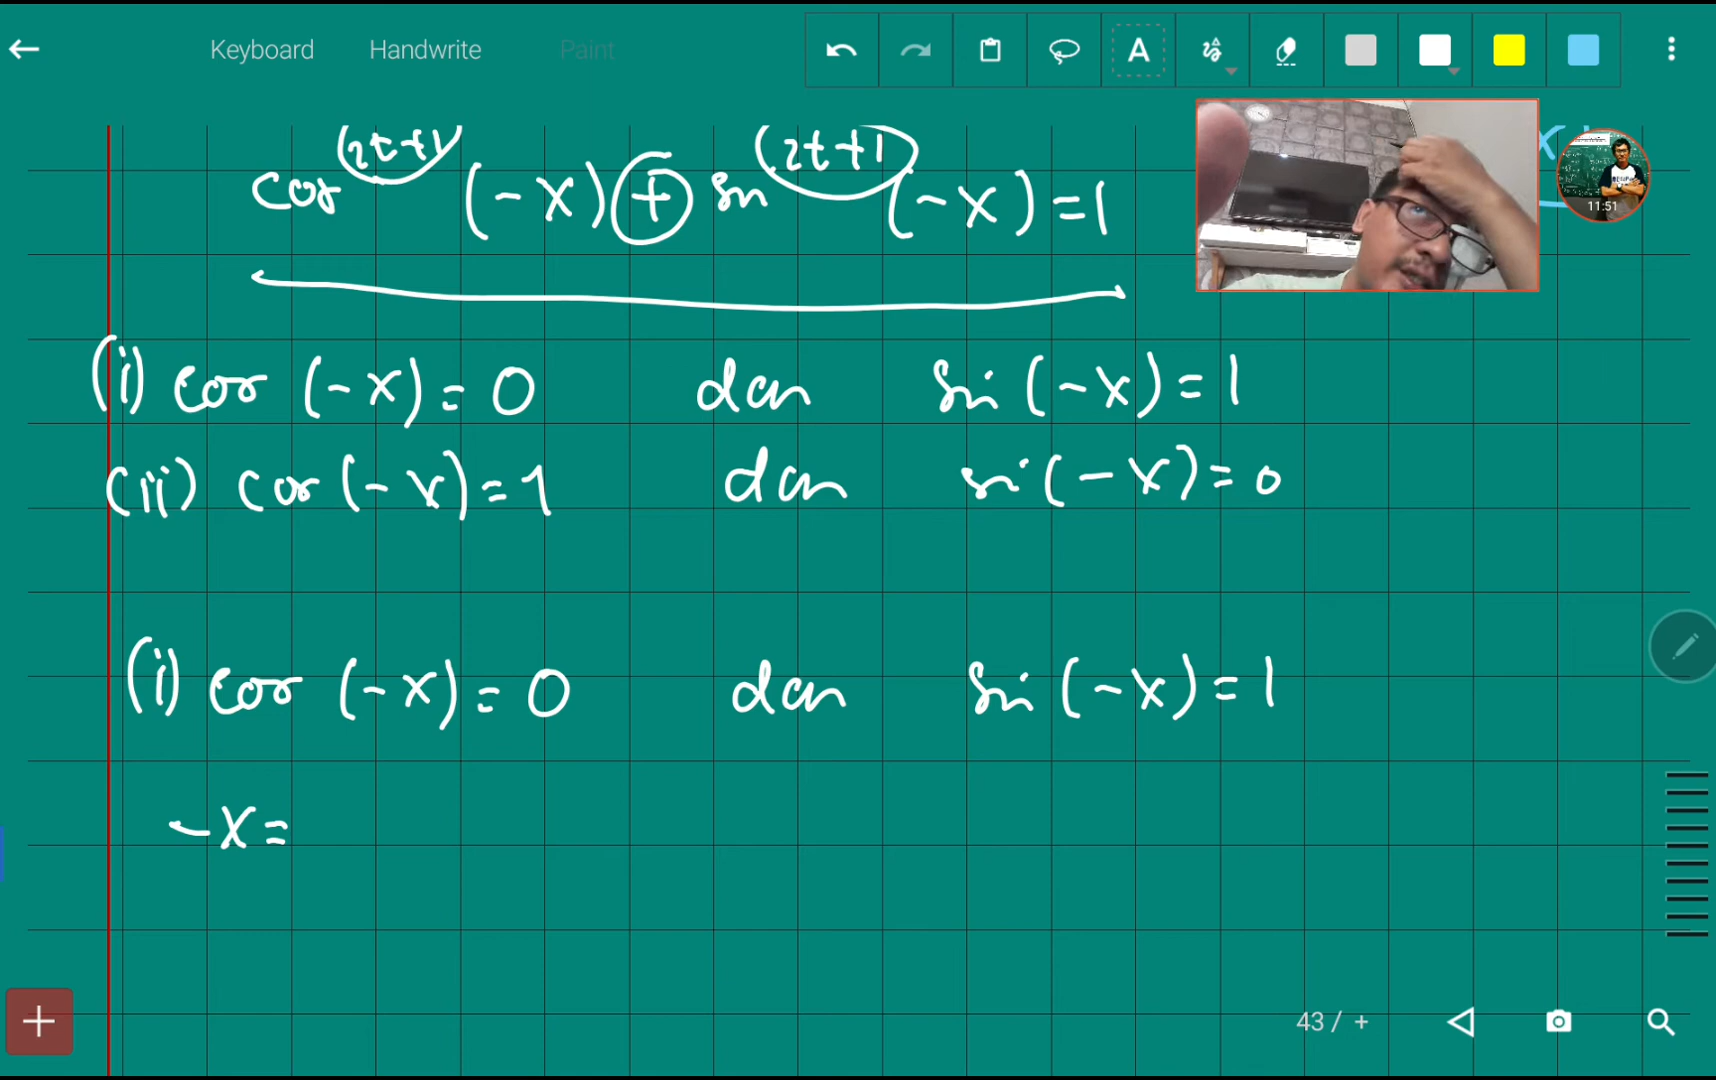 Keyboard Handwrite Paint A
cos^(2t+1) (-x) + sin^(2t+1) (-x) = 1
x
11:51
(i) cos (-x) = 0 dan sin (-x) = 1
(ii) cos (-x) = 1 dan sin (-x) = 0
(i) cos (-x) = 0 dan sin (-x) = 1
-x =
43 / +